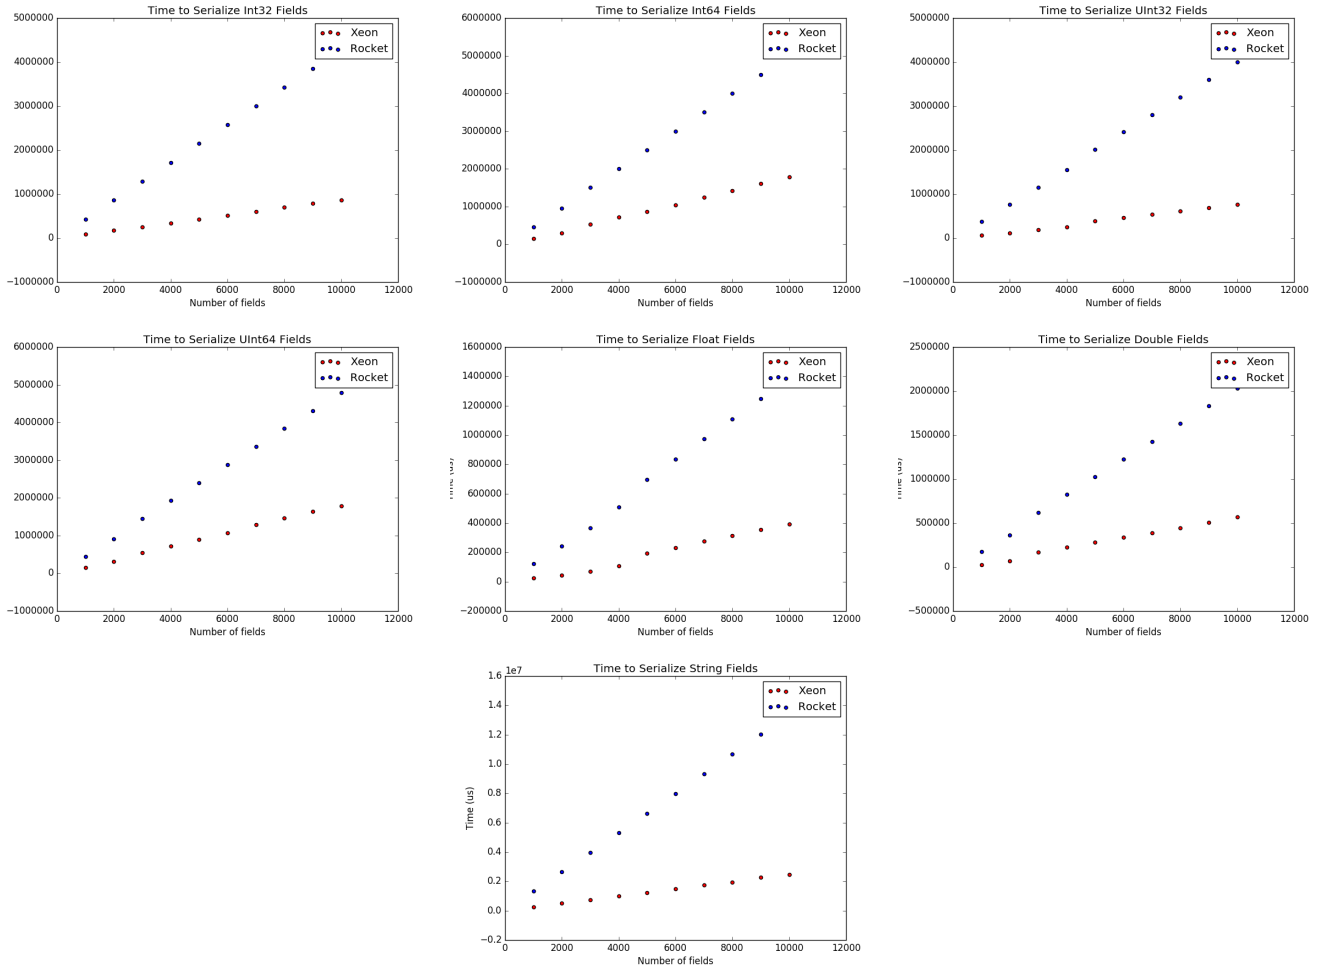 Time to Serialize Int32 Fields
5000000
4000000
3000000
2000000
1000000
0
−1000000
0 2000 4000 6000 8000 10000 12000
Number of fields
Xeon
Rocket
Time to Serialize Int64 Fields
6000000
5000000
4000000
3000000
2000000
1000000
0
−1000000
0 2000 4000 6000 8000 10000 12000
Number of fields
Xeon
Rocket
Time to Serialize UInt32 Fields
5000000
4000000
3000000
2000000
1000000
0
−1000000
0 2000 4000 6000 8000 10000 12000
Number of fields
Xeon
Rocket
Time to Serialize UInt64 Fields
6000000
5000000
4000000
3000000
2000000
1000000
0
−1000000
0 2000 4000 6000 8000 10000 12000
Number of fields
Xeon
Rocket
Time to Serialize Float Fields
1600000
1400000
1200000
1000000
800000
600000
400000
200000
0
−200000
Time (us)
0 2000 4000 6000 8000 10000 12000
Number of fields
Xeon
Rocket
Time to Serialize Double Fields
2500000
2000000
1500000
1000000
500000
0
−500000
Time (us)
0 2000 4000 6000 8000 10000 12000
Number of fields
Xeon
Rocket
Time to Serialize String Fields
1e7
1.6
1.4
1.2
1.0
0.8
0.6
0.4
0.2
0.0
−0.2
Time (us)
0 2000 4000 6000 8000 10000 12000
Number of fields
Xeon
Rocket